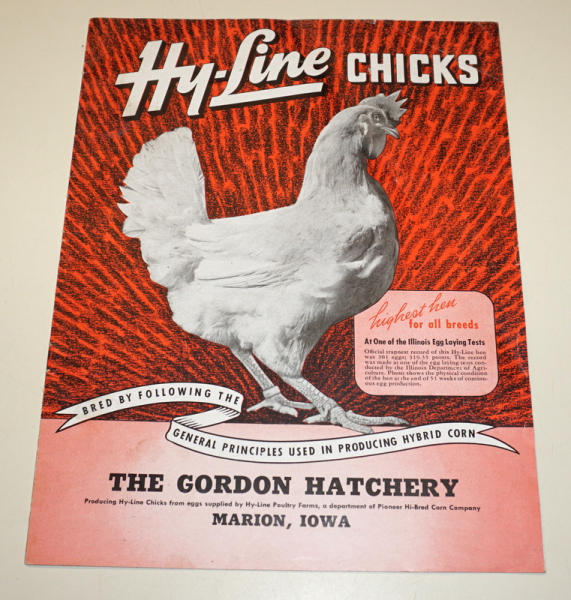 Hy-Line CHICKS
highest hen
for all breeds
At One of the Illinois Egg Laying Tests
Official trapnest record of this Hy-Line hen
was 301 eggs; 319.35 points. The record
was made at one of the egg laying tests con-
ducted by the Illinois Department of Agri-
culture. Photo shows the physical condition
of the hen at the end of 51 weeks of continu-
ous egg production.
BRED BY FOLLOWING THE
GENERAL PRINCIPLES USED IN PRODUCING HYBRID CORN
THE GORDON HATCHERY
Producing Hy-Line Chicks from eggs supplied by Hy-Line Poultry Farms, a department of Pioneer Hi-Bred Corn Company
MARION, IOWA